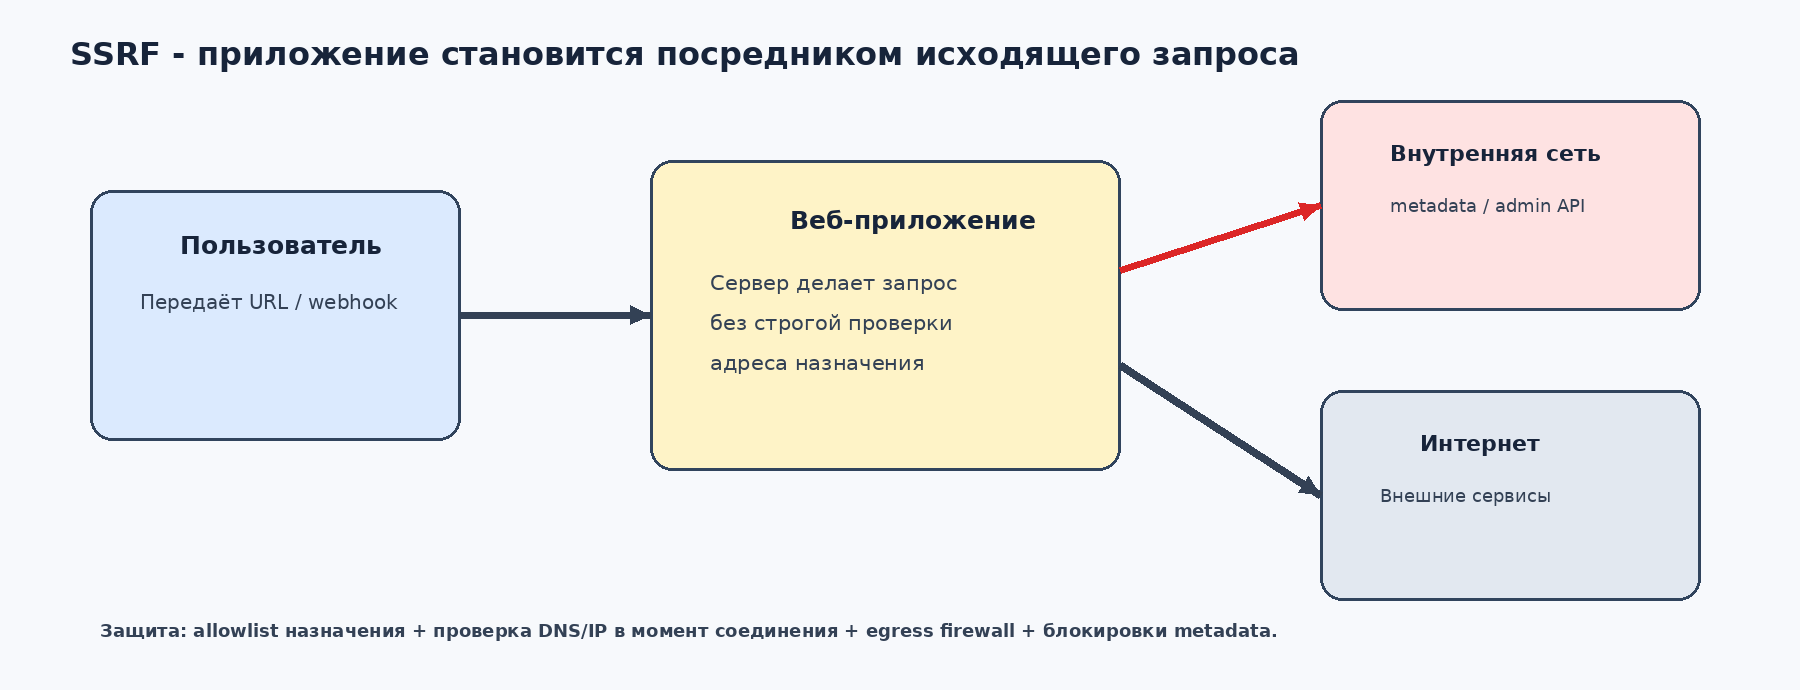 SSRF - приложение становится посредником исходящего запроса
Пользователь
Передаёт URL / webhook
Веб-приложение
Сервер делает запрос
без строгой проверки
адреса назначения
Внутренняя сеть
metadata / admin API
Интернет
Внешние сервисы
Защита: allowlist назначения + проверка DNS/IP в момент соединения + egress firewall + блокировки metadata.